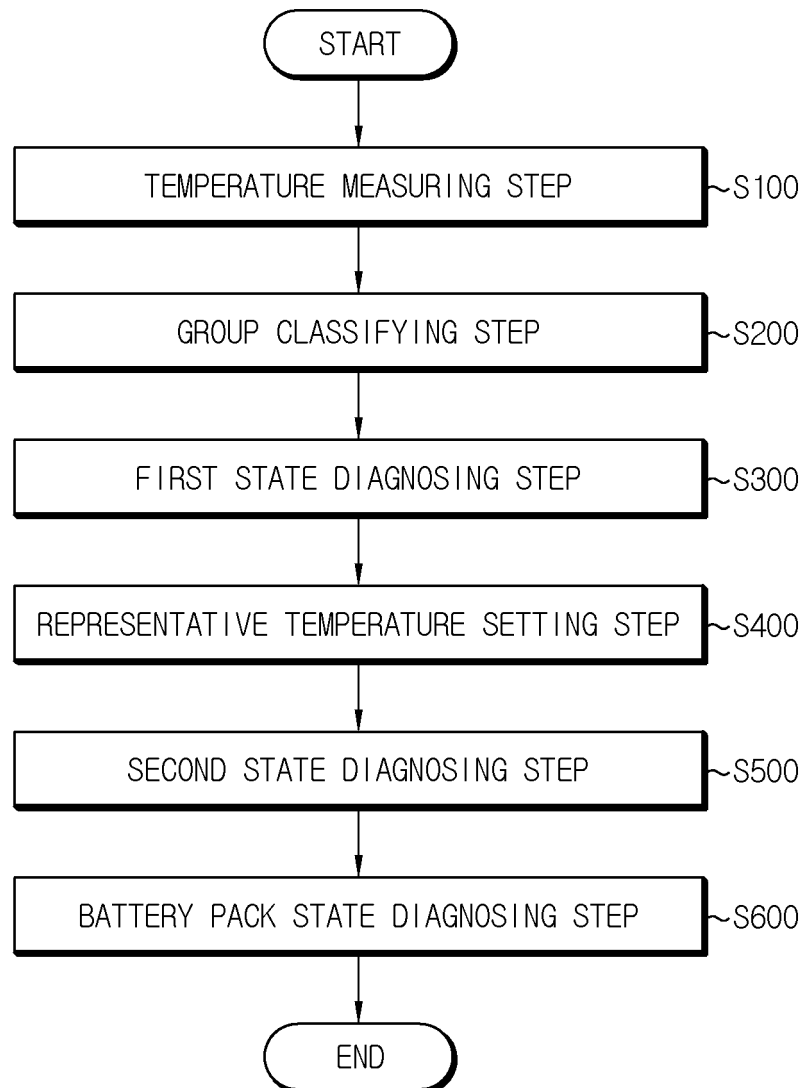 START
TEMPERATURE MEASURING STEP ~S100
GROUP CLASSIFYING STEP ~S200
FIRST STATE DIAGNOSING STEP ~S300
REPRESENTATIVE TEMPERATURE SETTING STEP ~S400
SECOND STATE DIAGNOSING STEP ~S500
BATTERY PACK STATE DIAGNOSING STEP ~S600
END